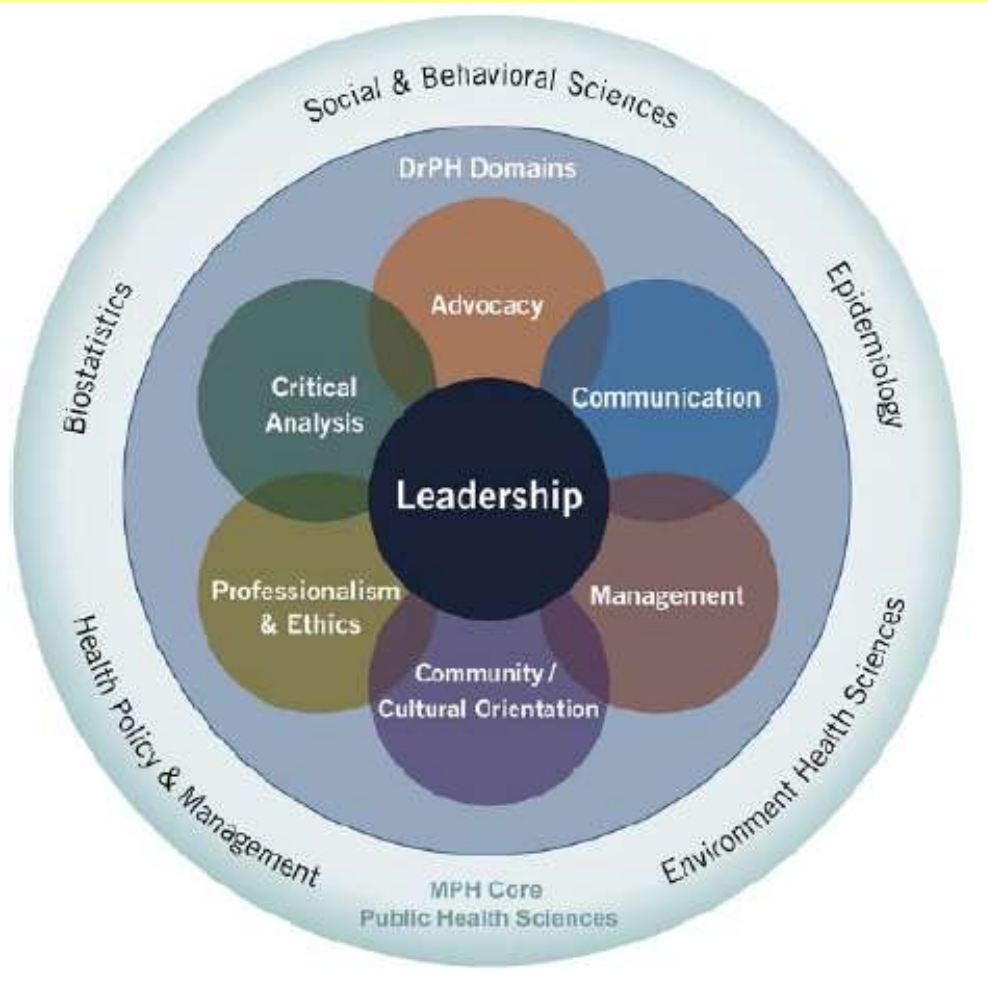 Social & Behavioral Sciences
DrPH Domains
Advocacy
Biostatistics
Epidemiology
Critical
Analysis
Communication
Leadership
Professionalism
& Ethics
Management
Community /
Cultural Orientation
Health Policy & Management
Environment Health Sciences
MPH Core
Public Health Sciences